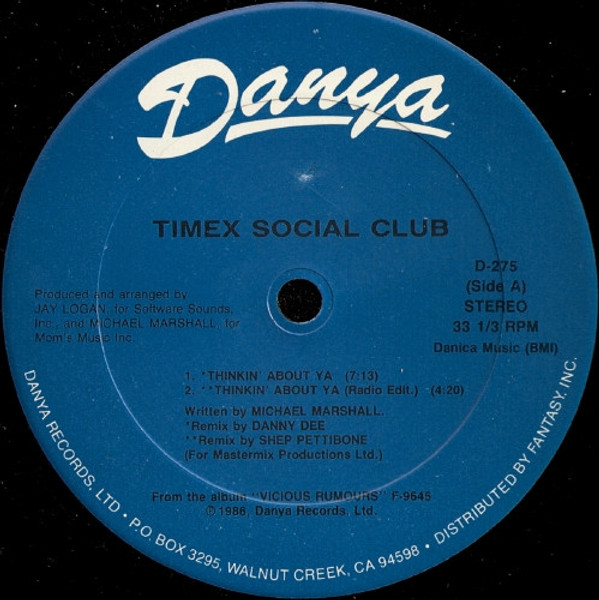 Danya
TIMEX SOCIAL CLUB
D-275
(Side A)
STEREO
33 1/3 RPM
Danica Music (BMI)
Produced and arranged by
JAY LOGAN, for Software Sounds,
Inc., and MICHAEL MARSHALL, for
Mom's Music Inc.
1. *THINKIN' ABOUT YA (7:13)
2. **THINKIN' ABOUT YA (Radio Edit.) (4:20)
Written by MICHAEL MARSHALL.
*Remix by DANNY DEE
**Remix by SHEP PETTIBONE
(For Mastermix Productions Ltd.)
From the album "VICIOUS RUMOURS" F-9645
℗1986, Danya Records, Ltd.
DANYA RECORDS, LTD • P.O. BOX 3295, WALNUT CREEK, CA 94598 • DISTRIBUTED BY FANTASY, INC.